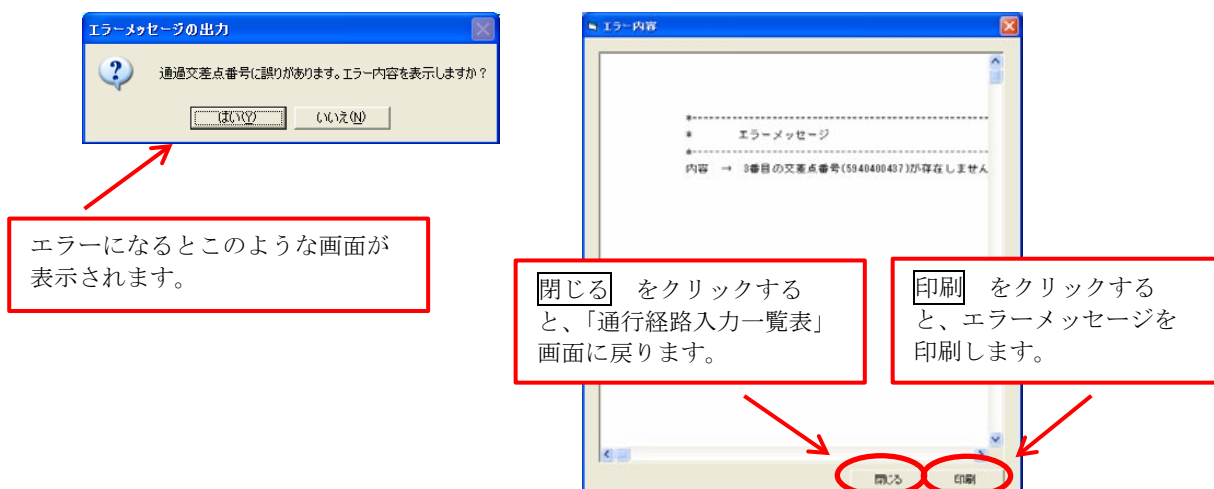 エラーメッセージの出力
通過交差点番号に誤りがあります。エラー内容を表示しますか？
はい(Y)
いいえ(N)
エラーになるとこのような画面が
表示されます。
エラー内容
*--------------------------------------------------
* エラーメッセージ
*--------------------------------------------------
内容 → 3番目の交差点番号(5940400437)が存在しません
閉じる をクリックする
と、「通行経路入力一覧表」
画面に戻ります。
印刷 をクリックする
と、エラーメッセージを
印刷します。
閉じる
印刷